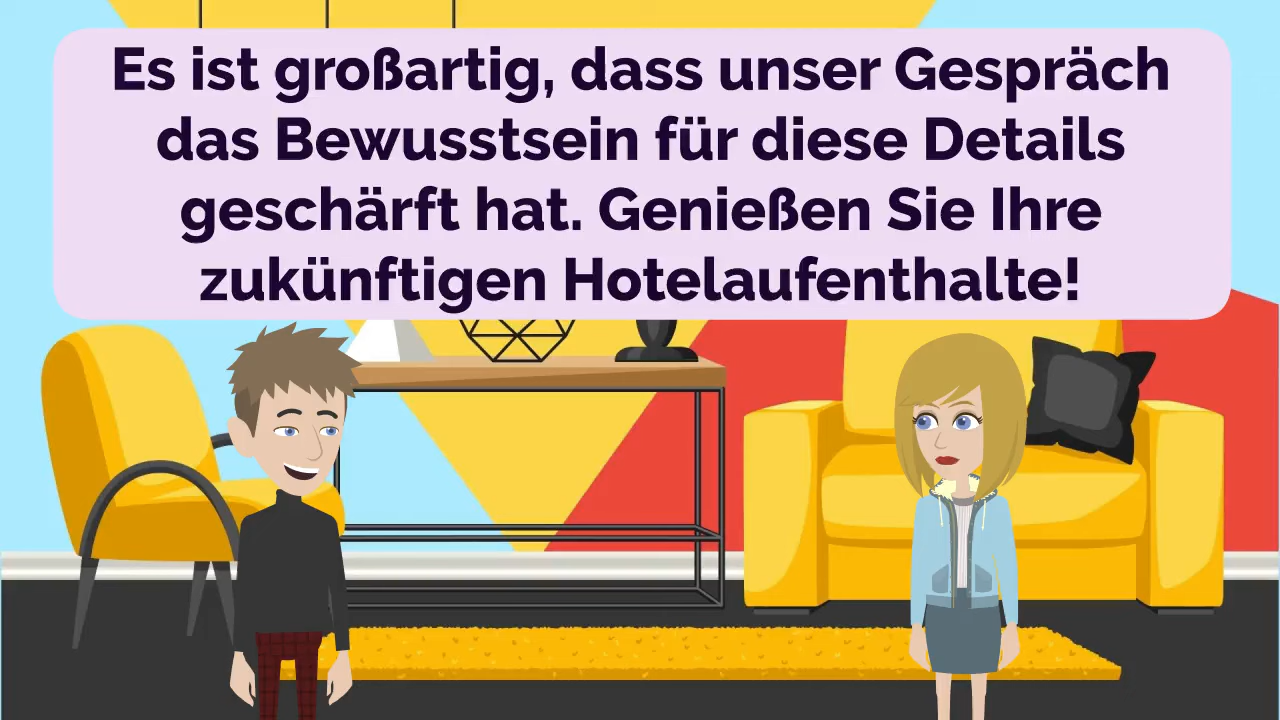 Es ist großartig, dass unser Gespräch
das Bewusstsein für diese Details
geschärft hat. Genießen Sie Ihre
zukünftigen Hotelaufenthalte!